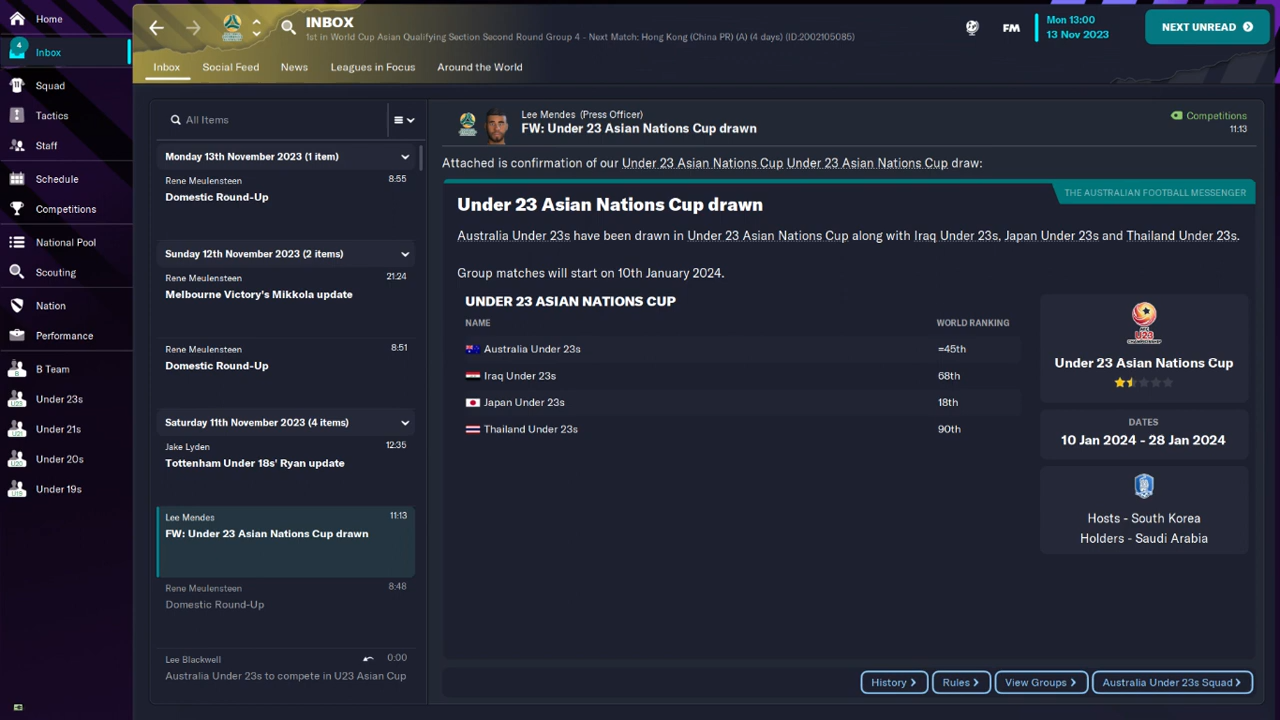 Home
4
Inbox
Squad
Tactics
Staff
Schedule
Competitions
National Pool
Scouting
Nation
Performance
B
B Team
U23
Under 23s
U21
Under 21s
U20
Under 20s
U19
Under 19s
INBOX
1st in World Cup Asian Qualifying Section Second Round Group 4 - Next Match: Hong Kong (China PR) (A) (4 days) (ID:2002105085)
FM
Mon 13:00
13 Nov 2023
NEXT UNREAD
Inbox Social Feed News Leagues in Focus Around the World
All Items
Monday 13th November 2023 (1 item)
Rene Meulensteen 8:55
Domestic Round-Up
Sunday 12th November 2023 (2 items)
Rene Meulensteen 21:24
Melbourne Victory's Mikkola update
Rene Meulensteen 8:51
Domestic Round-Up
Saturday 11th November 2023 (4 items)
Jake Lyden 12:35
Tottenham Under 18s' Ryan update
Lee Mendes 11:13
FW: Under 23 Asian Nations Cup drawn
Rene Meulensteen 8:48
Domestic Round-Up
Lee Blackwell 0:00
Australia Under 23s to compete in U23 Asian Cup
Lee Mendes (Press Officer)
FW: Under 23 Asian Nations Cup drawn
Competitions
11:13
Attached is confirmation of our Under 23 Asian Nations Cup Under 23 Asian Nations Cup draw:
THE AUSTRALIAN FOOTBALL MESSENGER
Under 23 Asian Nations Cup drawn
Australia Under 23s have been drawn in Under 23 Asian Nations Cup along with Iraq Under 23s, Japan Under 23s and Thailand Under 23s.
Group matches will start on 10th January 2024.
UNDER 23 ASIAN NATIONS CUP
NAME WORLD RANKING
Australia Under 23s =45th
Iraq Under 23s 68th
Japan Under 23s 18th
Thailand Under 23s 90th
U23
Under 23 Asian Nations Cup
DATES
10 Jan 2024 - 28 Jan 2024
Hosts - South Korea
Holders - Saudi Arabia
History
Rules
View Groups
Australia Under 23s Squad